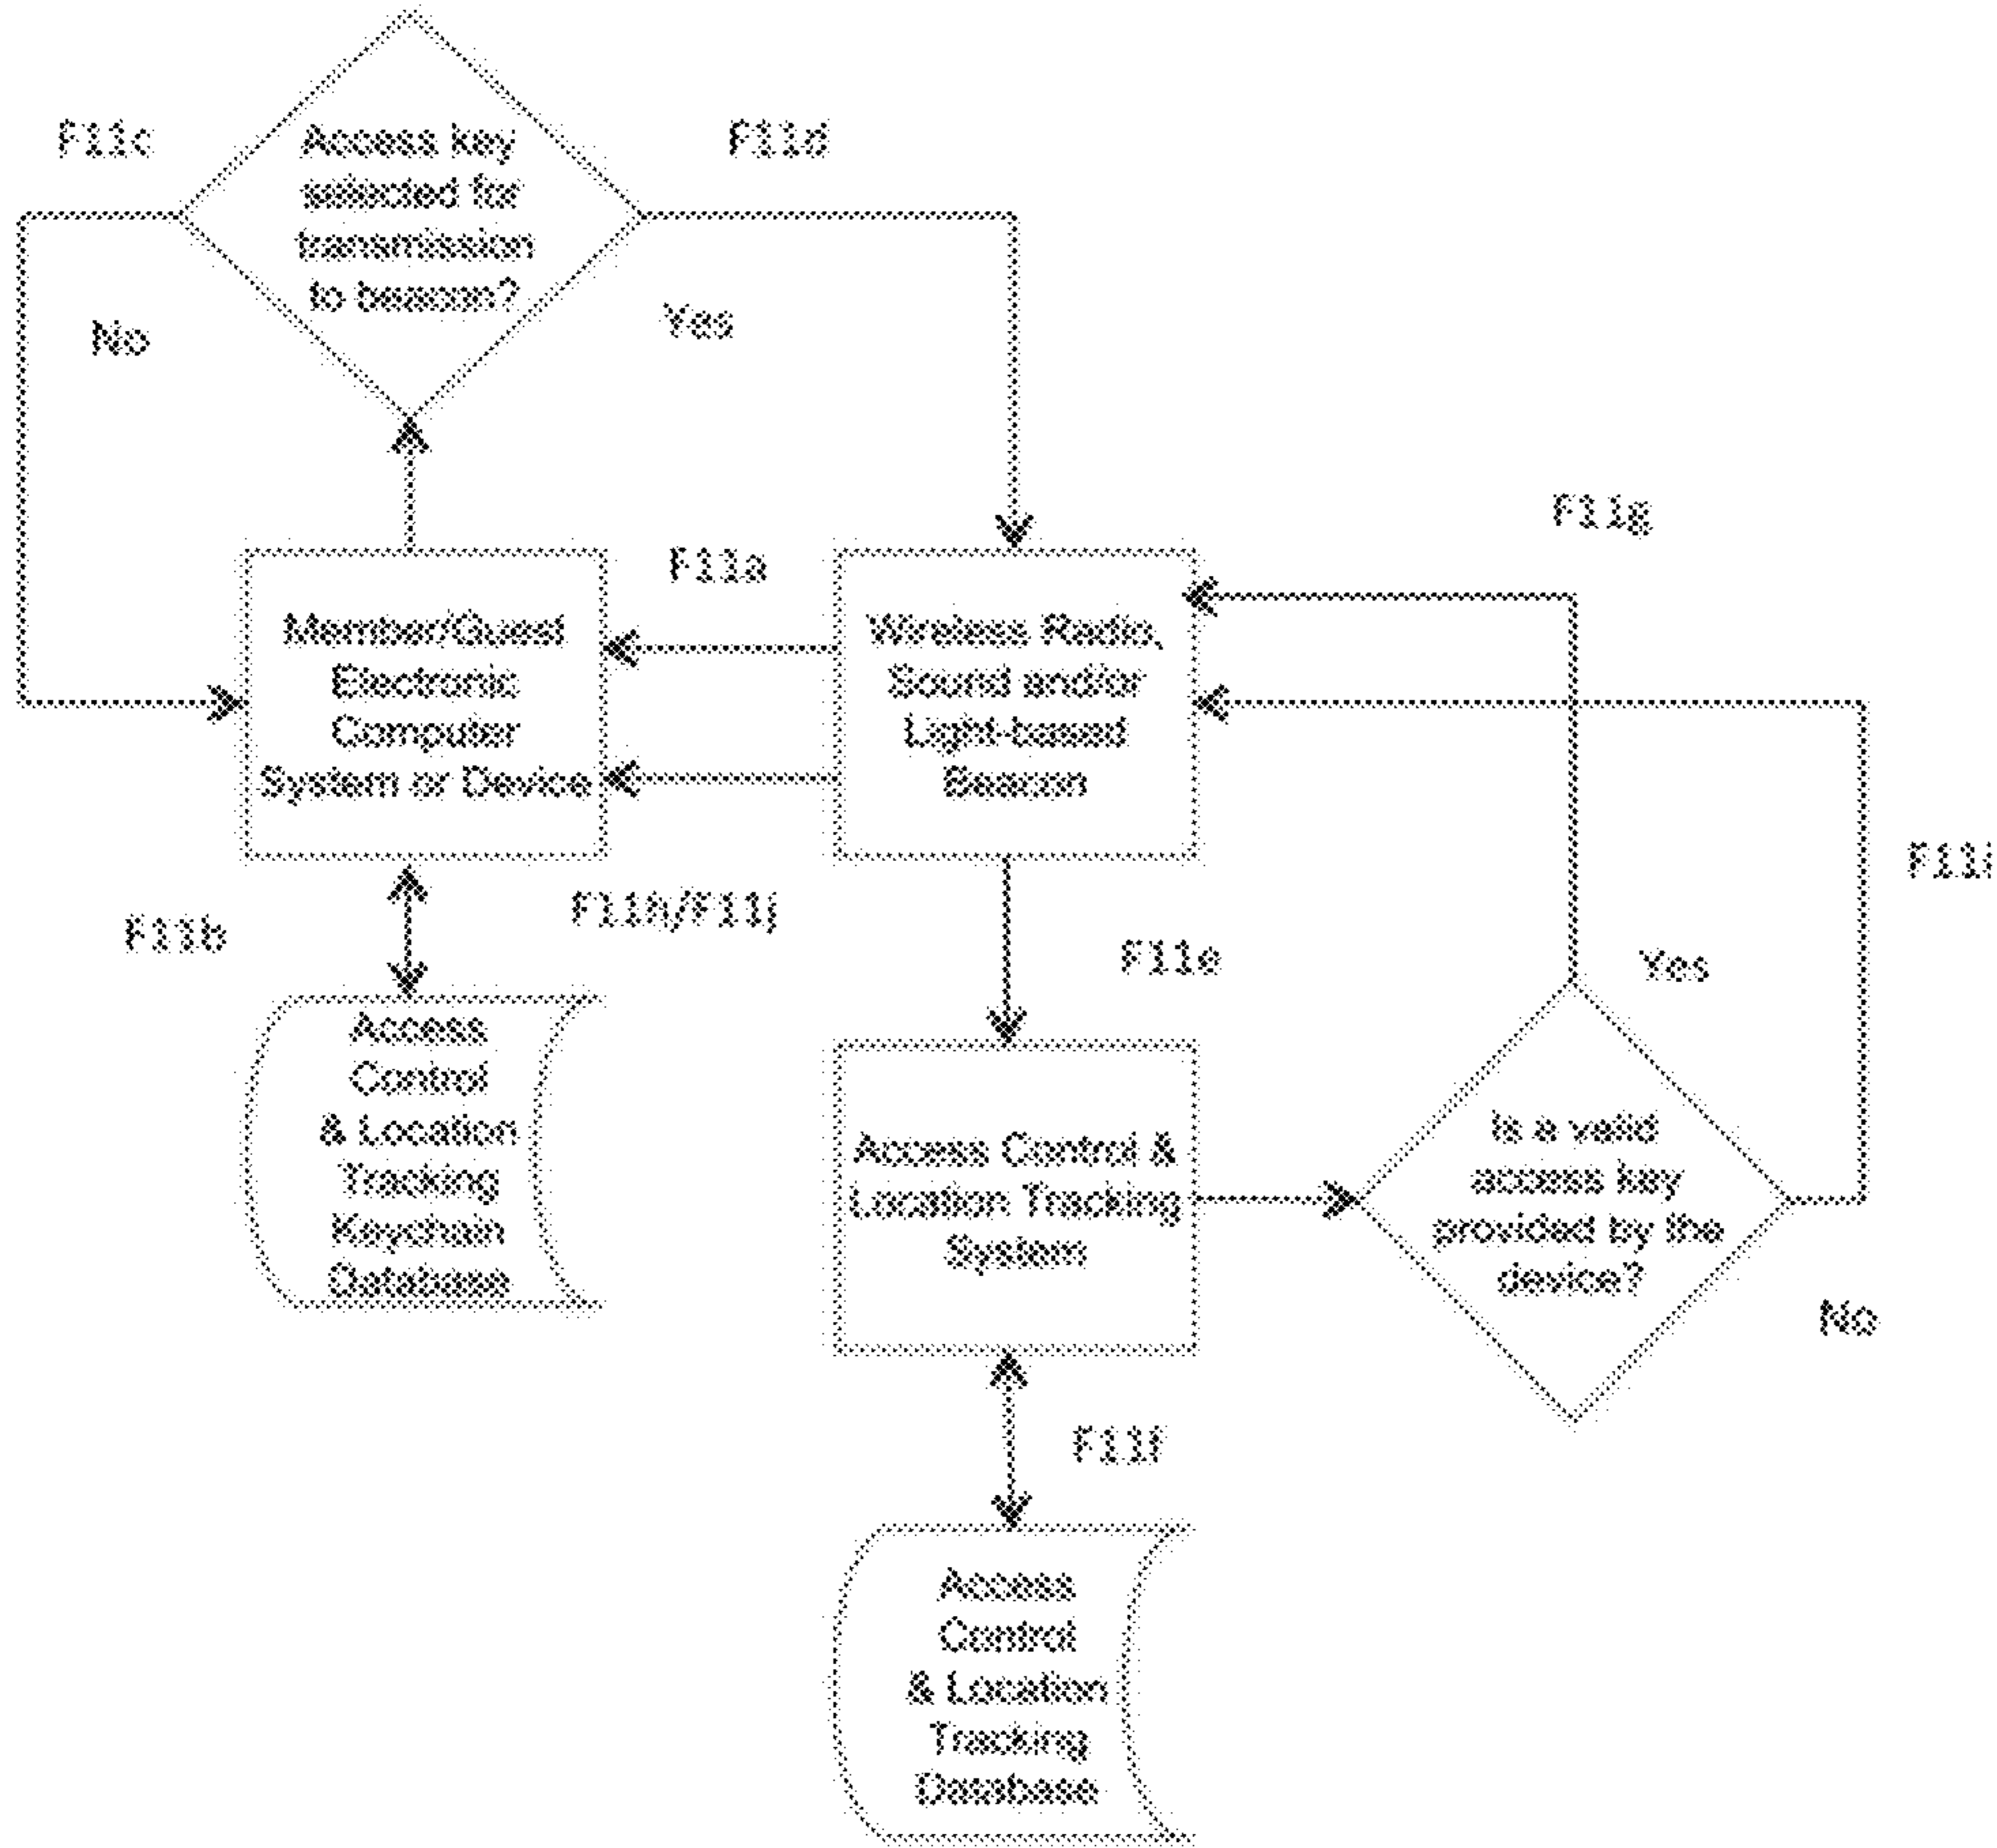 F11c
Access key
selected for
transmission
to beacon?
F11d
No
Yes
F11g
F11a
Member/Guest
Electronic
Computer
System or Device
Wireless Radio,
Sound and/or
Light-based
Beacon
F11i
F11b
F11h/F11j
F11e
Yes
Access
Control
& Location
Tracking
Keychain
Database
Access Control &
Location Tracking
System
Is a valid
access key
provided by the
device?
No
F11f
Access
Control
& Location
Tracking
Database